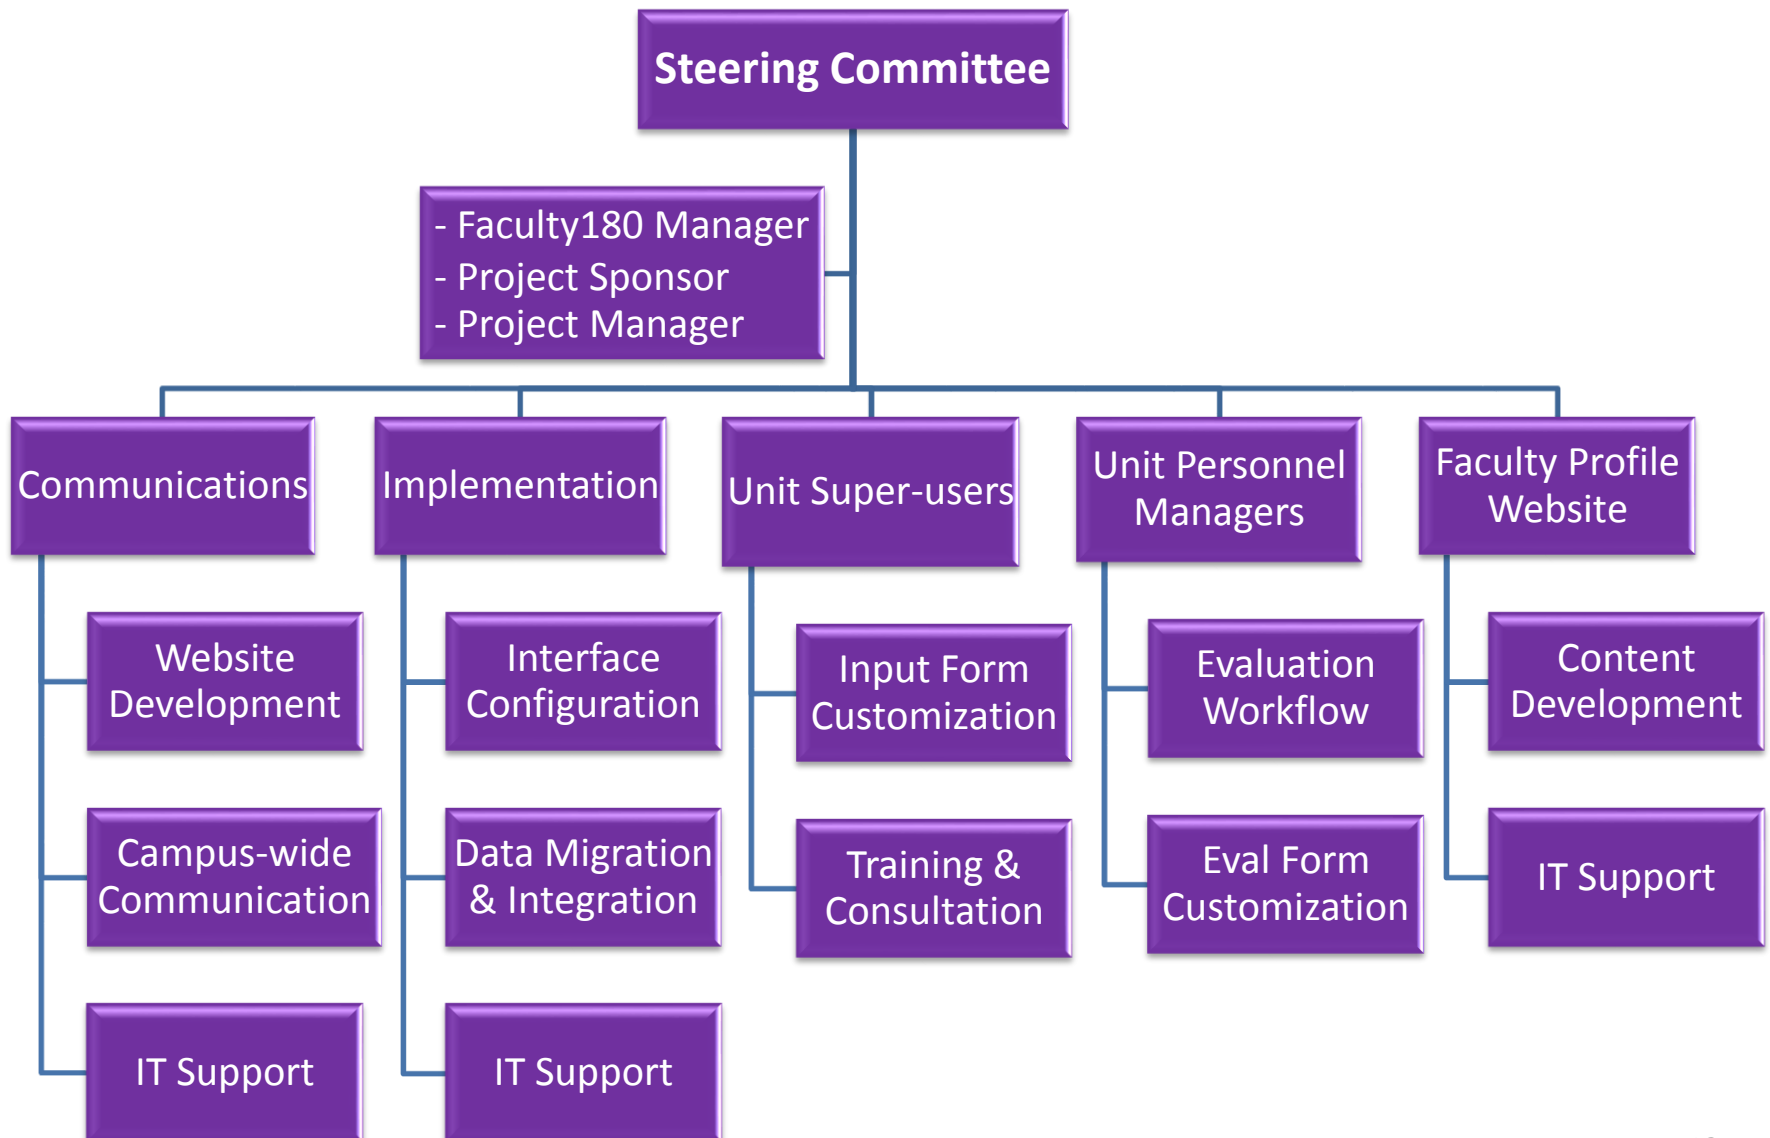 Steering Committee
- Faculty180 Manager
- Project Sponsor
- Project Manager
Communications
Implementation
Unit Super-users
Unit Personnel
Managers
Faculty Profile
Website
Website
Development
Interface
Configuration
Input Form
Customization
Evaluation
Workflow
Content
Development
Campus-wide
Communication
Data Migration
& Integration
Training &
Consultation
Eval Form
Customization
IT Support
IT Support
IT Support